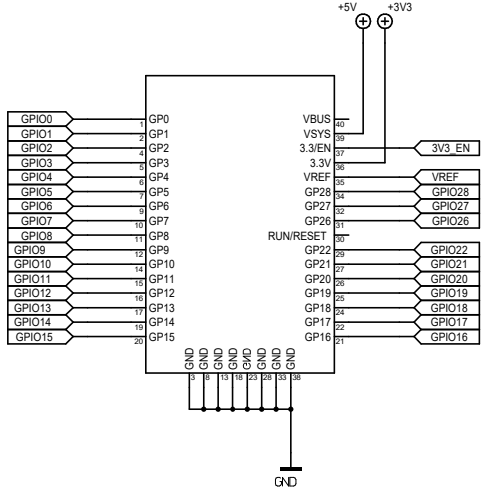 +5V +3V3
GPIO0 1 GP0 VBUS 40
GPIO1 2 GP1 VSYS 39
GPIO2 4 GP2 3.3/EN 37 3V3_EN
GPIO3 5 GP3 3.3V 36
GPIO4 6 GP4 VREF 35 VREF
GPIO5 7 GP5 GP28 34 GPIO28
GPIO6 9 GP6 GP27 32 GPIO27
GPIO7 10 GP7 GP26 31 GPIO26
GPIO8 11 GP8 RUN/RESET 30
GPIO9 12 GP9 GP22 29 GPIO22
GPIO10 14 GP10 GP21 27 GPIO21
GPIO11 15 GP11 GP20 26 GPIO20
GPIO12 16 GP12 GP19 25 GPIO19
GPIO13 17 GP13 GP18 24 GPIO18
GPIO14 19 GP14 GP17 22 GPIO17
GPIO15 20 GP15 GP16 21 GPIO16
GND GND GND GND GND GND GND GND
3 8 13 18 23 28 33 38
GND